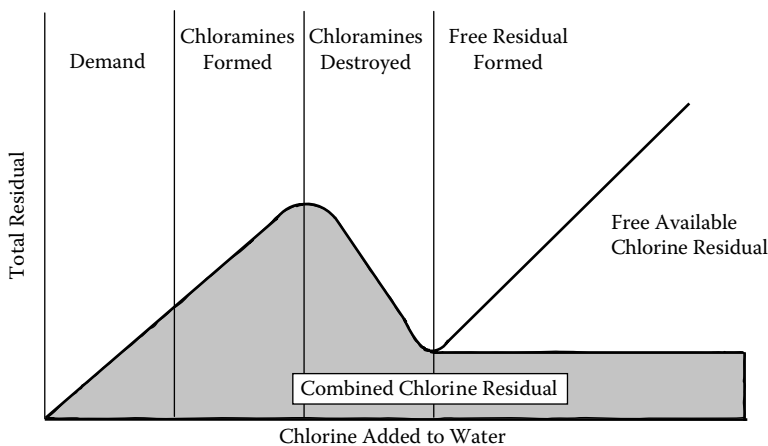 Demand
Chloramines
Formed
Chloramines
Destroyed
Free Residual
Formed
Total Residual
Free Available
Chlorine Residual
Combined Chlorine Residual
Chlorine Added to Water